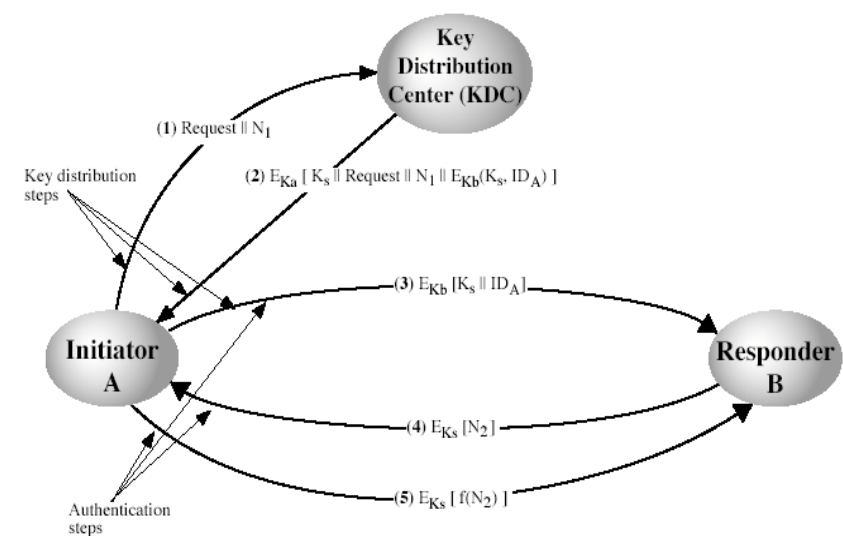 Key
Distribution
Center (KDC)
(1) Request || N1
Key distribution
steps
(2) EKa [ Ks || Request || N1 || EKb(Ks, IDA) ]
(3) EKb [Ks || IDA]
Initiator
A
Responder
B
(4) EKs [N2]
(5) EKs [ f(N2) ]
Authentication
steps